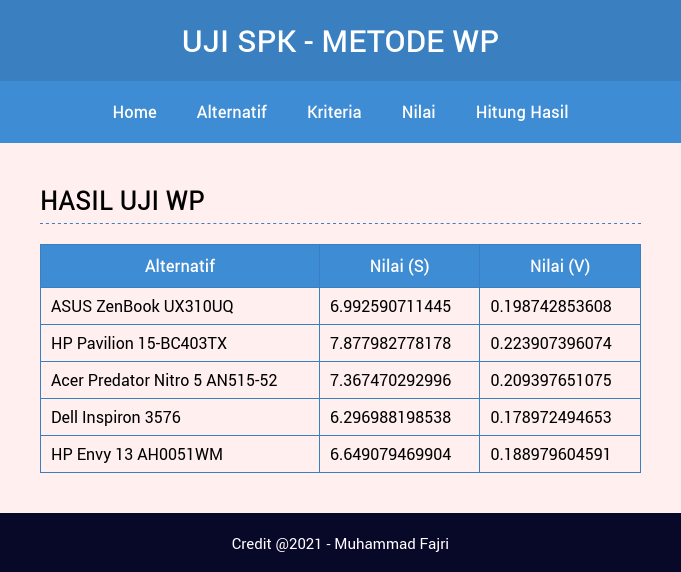 UJI SPK - METODE WP
Home Alternatif Kriteria Nilai Hitung Hasil
HASIL UJI WP
Alternatif Nilai (S) Nilai (V)
ASUS ZenBook UX310UQ 6.992590711445 0.198742853608
HP Pavilion 15-BC403TX 7.877982778178 0.223907396074
Acer Predator Nitro 5 AN515-52 7.367470292996 0.209397651075
Dell Inspiron 3576 6.296988198538 0.178972494653
HP Envy 13 AH0051WM 6.649079469904 0.188979604591
Credit @2021 - Muhammad Fajri